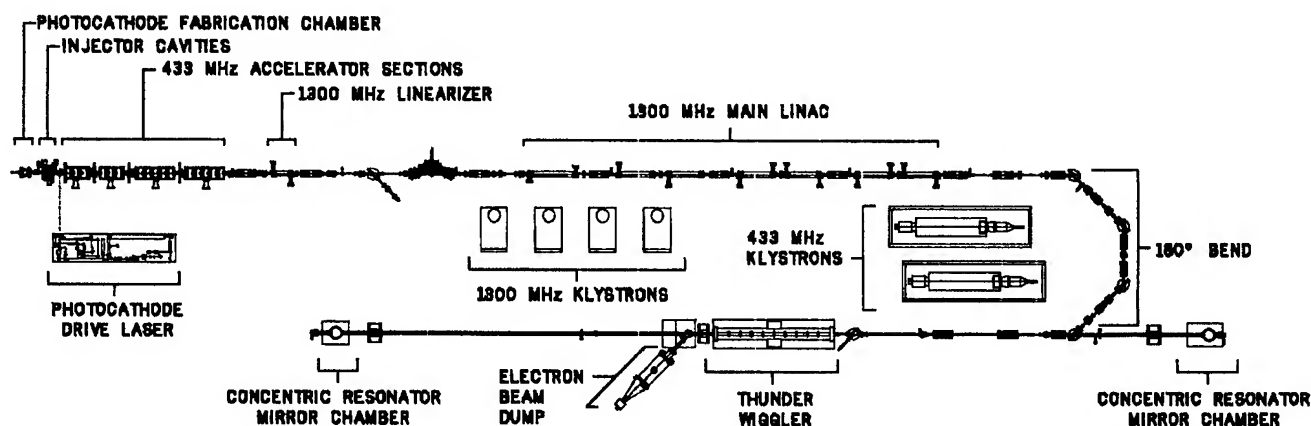 PHOTOCATHODE FABRICATION CHAMBER
INJECTOR CAVITIES
433 MHz ACCELERATOR SECTIONS
1300 MHz LINEARIZER
1300 MHz MAIN LINAC
433 MHz
KLYSTRONS
180° BEND
1300 MHz KLYSTRONS
PHOTOCATHODE
DRIVE LASER
CONCENTRIC RESONATOR
MIRROR CHAMBER
ELECTRON
BEAM
DUMP
THUNDER
WIGGLER
CONCENTRIC RESONATOR
MIRROR CHAMBER